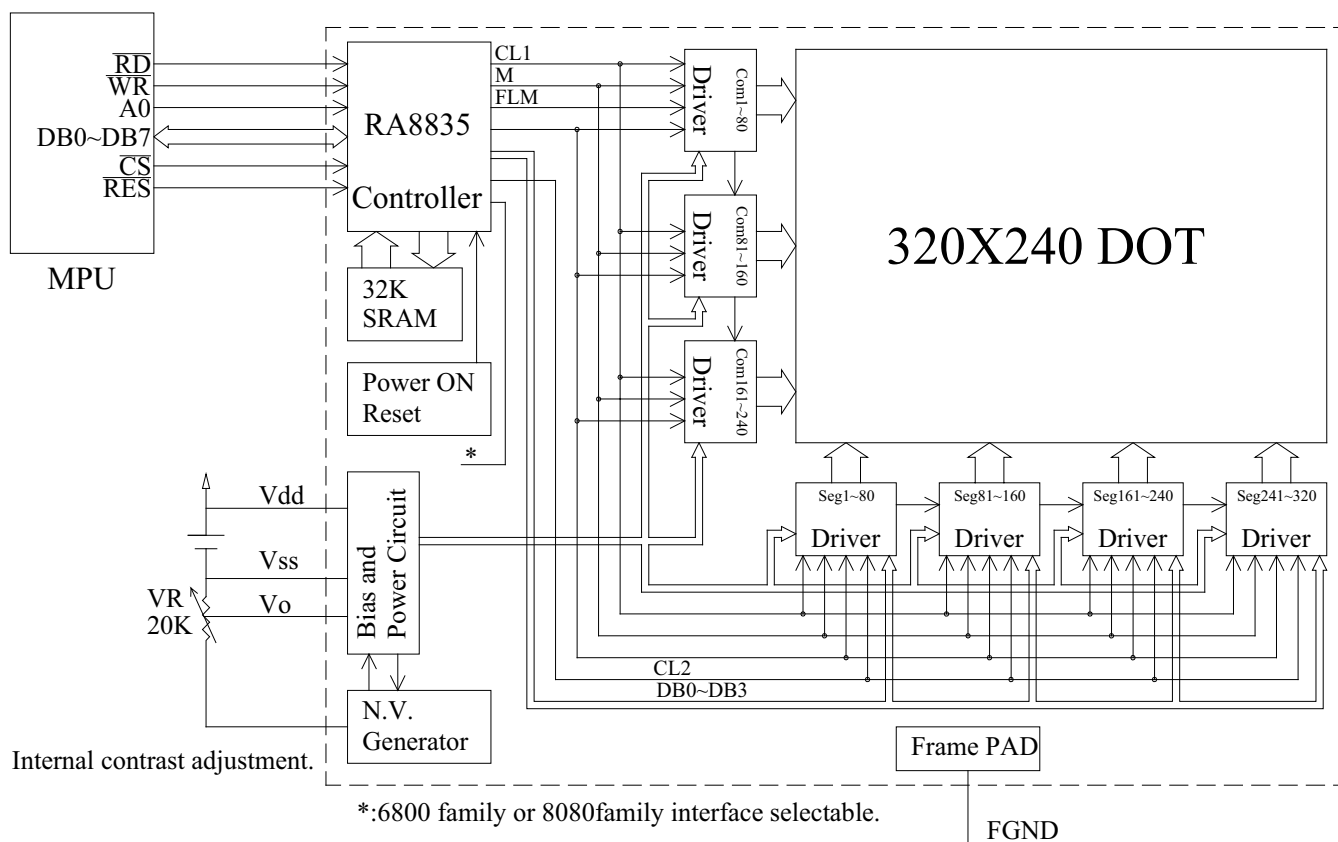 RD
WR
A0
DB0~DB7
CS
RES
MPU
RA8835
Controller
CL1
M
FLM
32K
SRAM
Power ON
Reset
*
Driver
Com1~80
Driver
Com81~160
Driver
Com161~240
320X240 DOT
Seg1~80
Driver
Seg81~160
Driver
Seg161~240
Driver
Seg241~320
Driver
Vdd
Vss
Vo
VR
20K
Bias and
Power Circuit
N.V.
Generator
CL2
DB0~DB3
Frame PAD
FGND
Internal contrast adjustment.
*:6800 family or 8080family interface selectable.